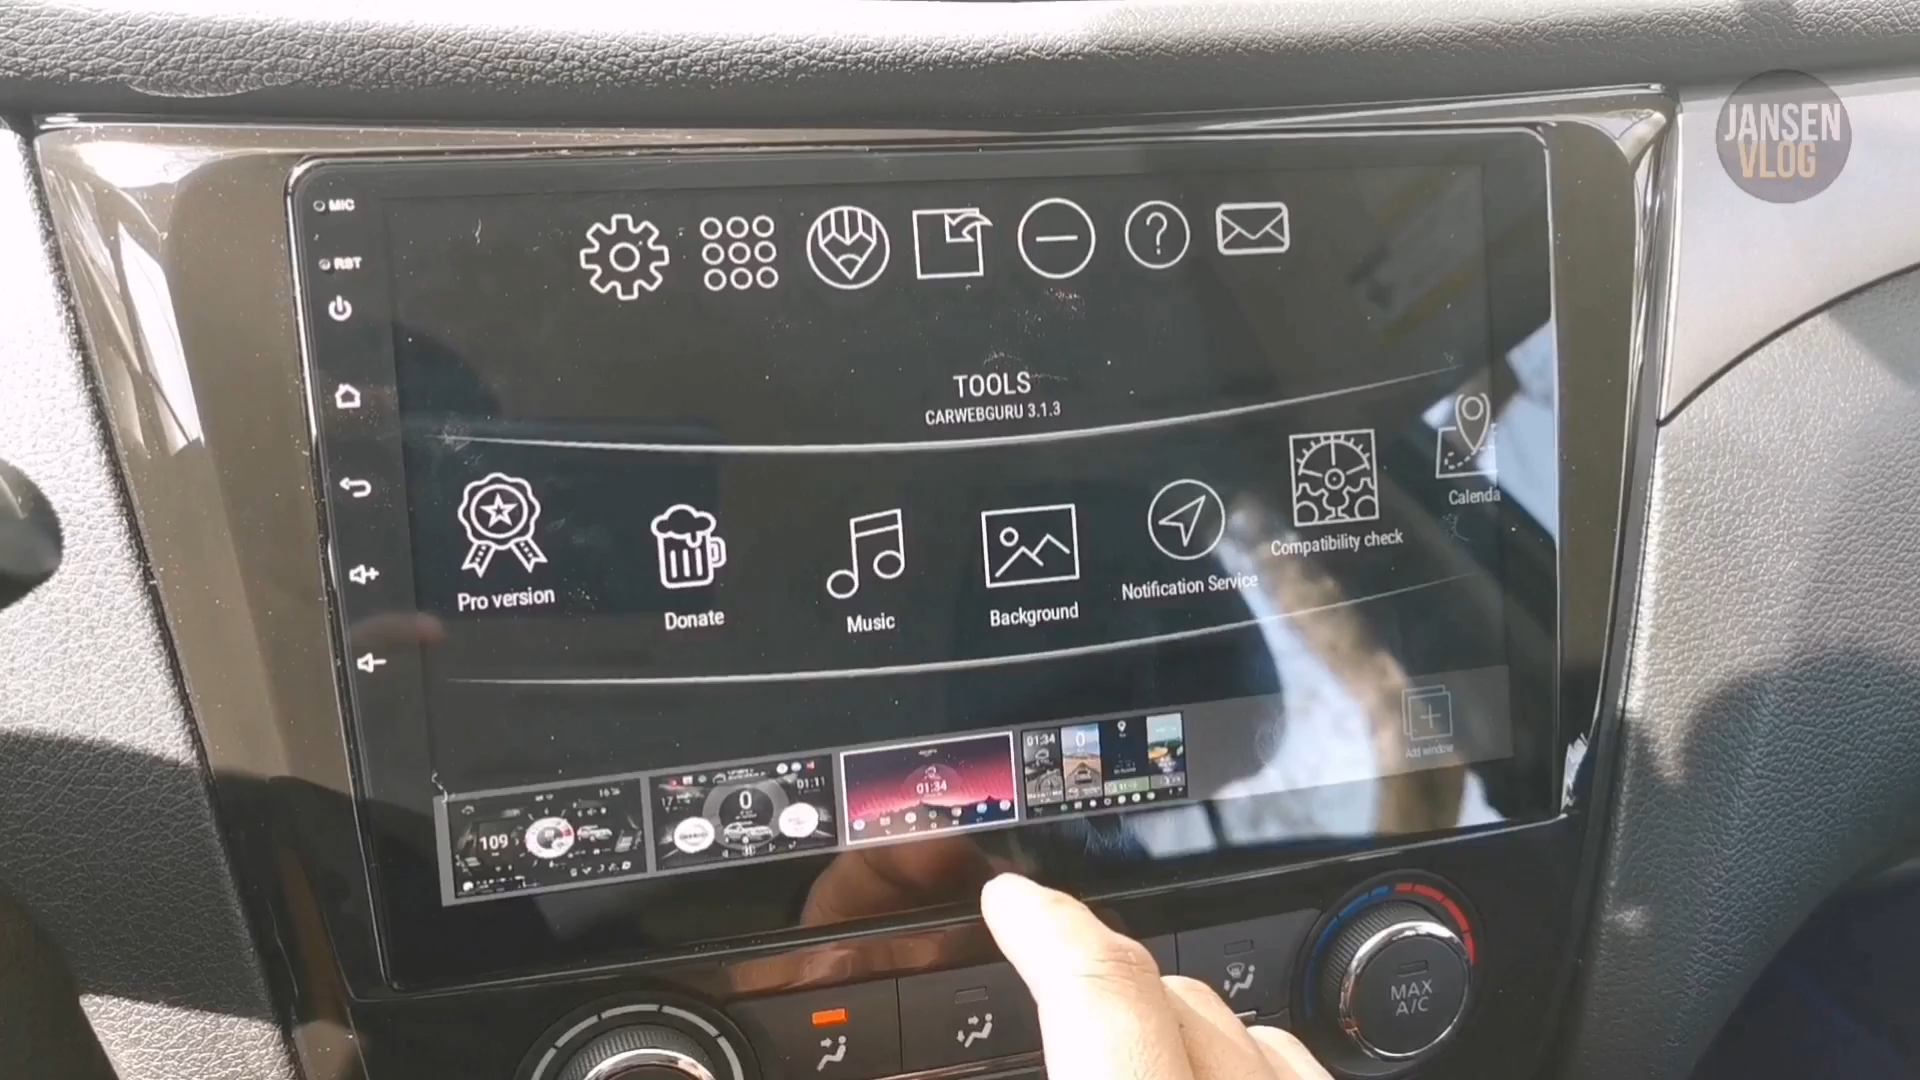 JANSEN
VLOG
MIC
RST
TOOLS
CARWEBGURU 3.1.3
Pro version
Donate
Music
Background
Notification Service
Compatibility check
Calenda
109
17
0
01:11
01:34
01:34
0
Add window
MAX
A/C